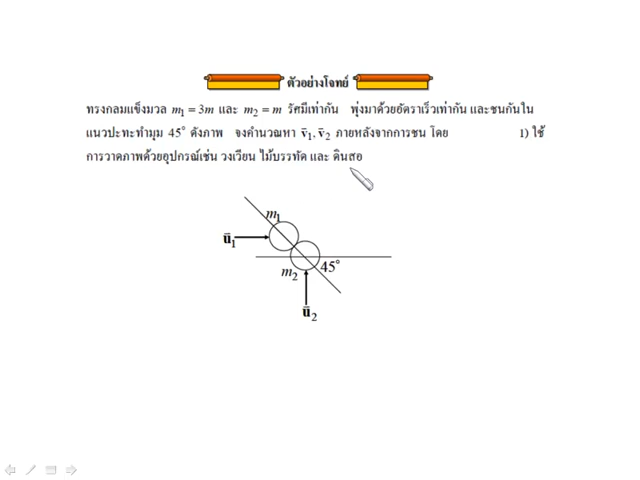 ตัวอย่างโจทย์
ทรงกลมแข็งมวล m₁ = 3m และ m₂ = m รัศมีเท่ากัน พุ่งมาด้วยอัตราเร็วเท่ากัน และชนกันใน
แนวปะทะทำมุม 45° ดังภาพ จงคำนวณหา v̄₁, v̄₂ ภายหลังจากการชน โดย 1) ใช้
การวาดภาพด้วยอุปกรณ์เช่น วงเวียน ไม้บรรทัด และ ดินสอ
m₁
ū₁
m₂ 45°
ū₂